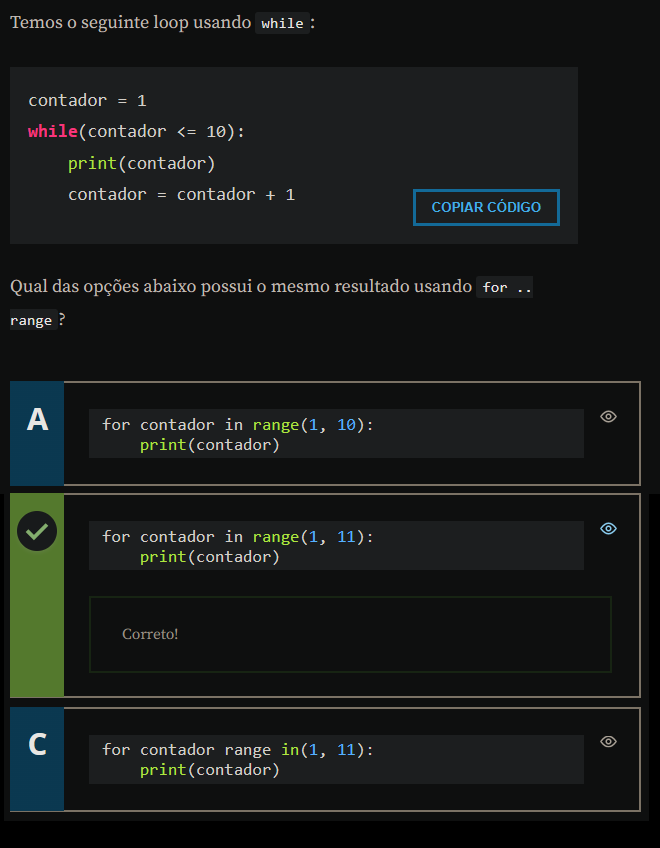 Temos o seguinte loop usando while:
contador = 1
while(contador <= 10):
    print(contador)
    contador = contador + 1
COPIAR CÓDIGO
Qual das opções abaixo possui o mesmo resultado usando for ..
range?
A
for contador in range(1, 10):
    print(contador)
for contador in range(1, 11):
    print(contador)
Correto!
C
for contador range in(1, 11):
    print(contador)